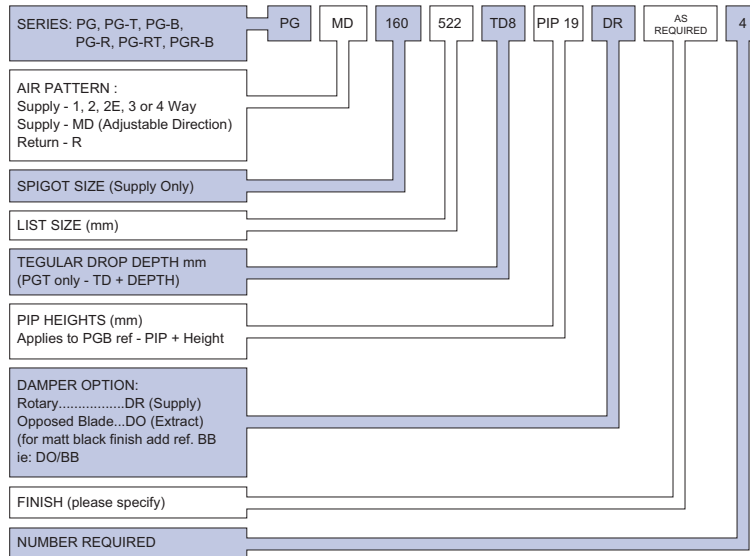 SERIES: PG, PG-T, PG-B,
PG-R, PG-RT, PGR-B
PG
MD
160
522
TD8
PIP 19
DR
AS
REQUIRED
4
AIR PATTERN :
Supply - 1, 2, 2E, 3 or 4 Way
Supply - MD (Adjustable Direction)
Return - R
SPIGOT SIZE (Supply Only)
LIST SIZE (mm)
TEGULAR DROP DEPTH mm
(PGT only - TD + DEPTH)
PIP HEIGHTS (mm)
Applies to PGB ref - PIP + Height
DAMPER OPTION:
Rotary.................DR (Supply)
Opposed Blade...DO (Extract)
(for matt black finish add ref. BB
ie: DO/BB
FINISH (please specify)
NUMBER REQUIRED